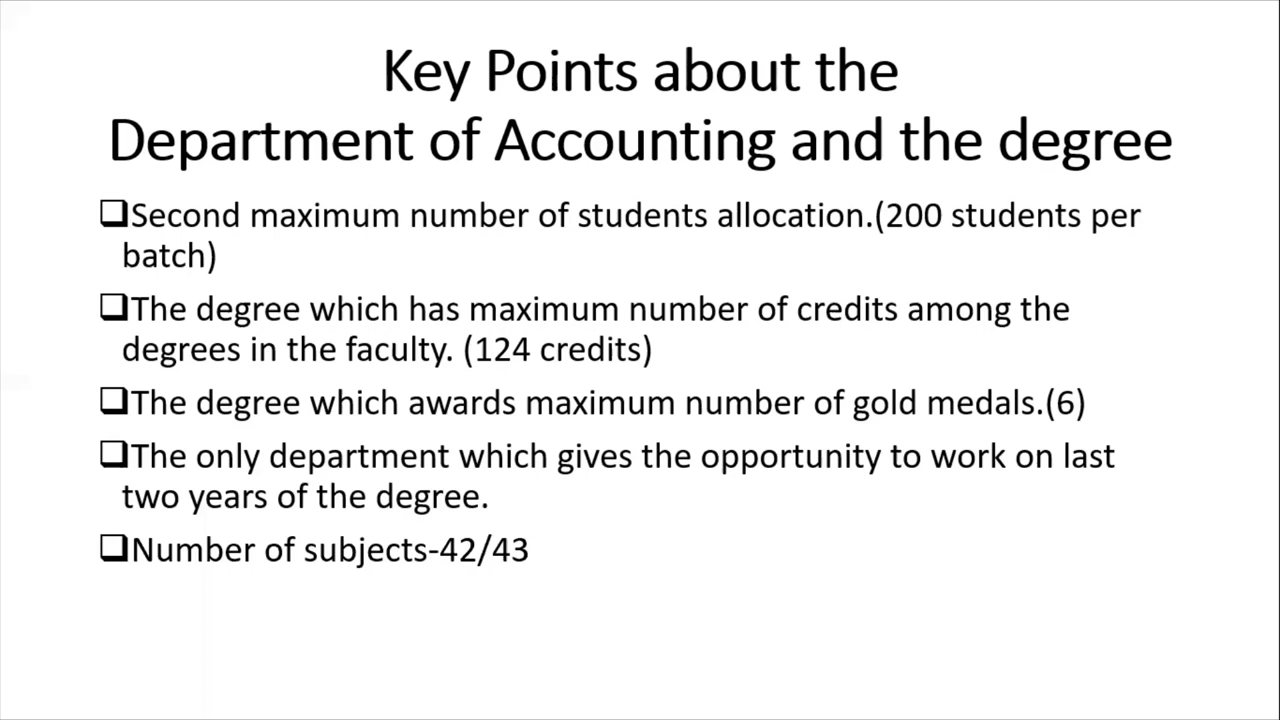 Key Points about the
Department of Accounting and the degree
❑Second maximum number of students allocation.(200 students per
batch)
❑The degree which has maximum number of credits among the
degrees in the faculty. (124 credits)
❑The degree which awards maximum number of gold medals.(6)
❑The only department which gives the opportunity to work on last
two years of the degree.
❑Number of subjects-42/43